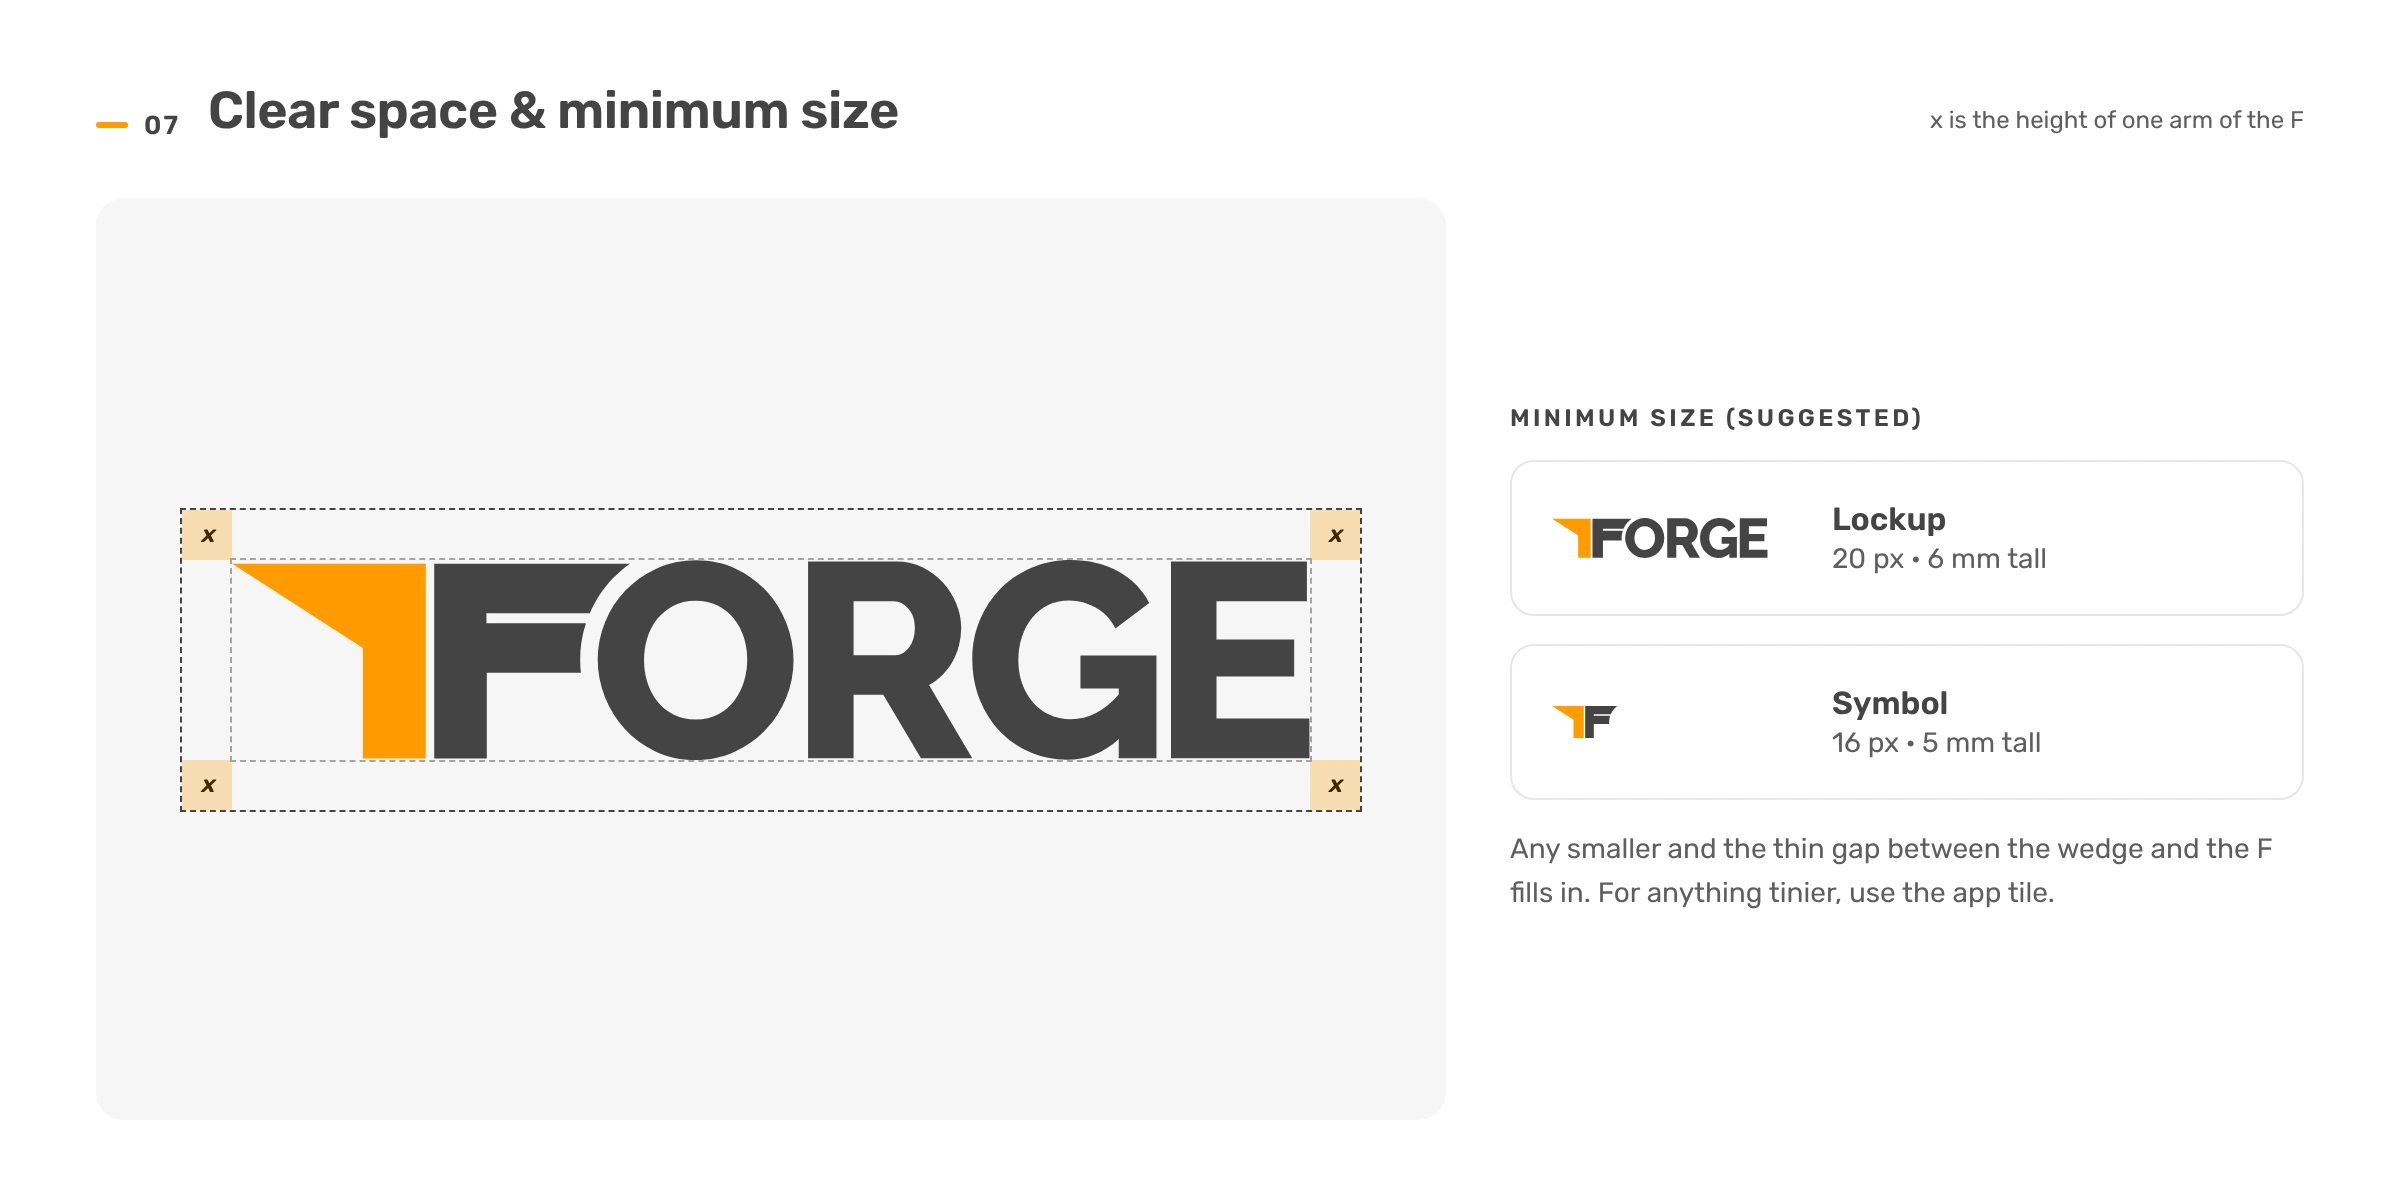 07 Clear space & minimum size
x is the height of one arm of the F
x x
FORGE
x x
MINIMUM SIZE (SUGGESTED)
FORGE
Lockup
20 px • 6 mm tall
F
Symbol
16 px • 5 mm tall
Any smaller and the thin gap between the wedge and the F
fills in. For anything tinier, use the app tile.